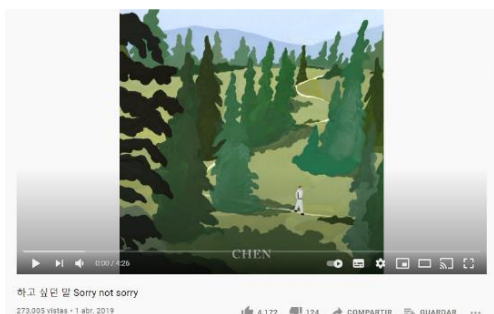 CHEN
0:00 / 4:26
하고 싶던 말 Sorry not sorry
273,005 vistas • 1 abr. 2019
4,172 124 COMPARTIR GUARDAR